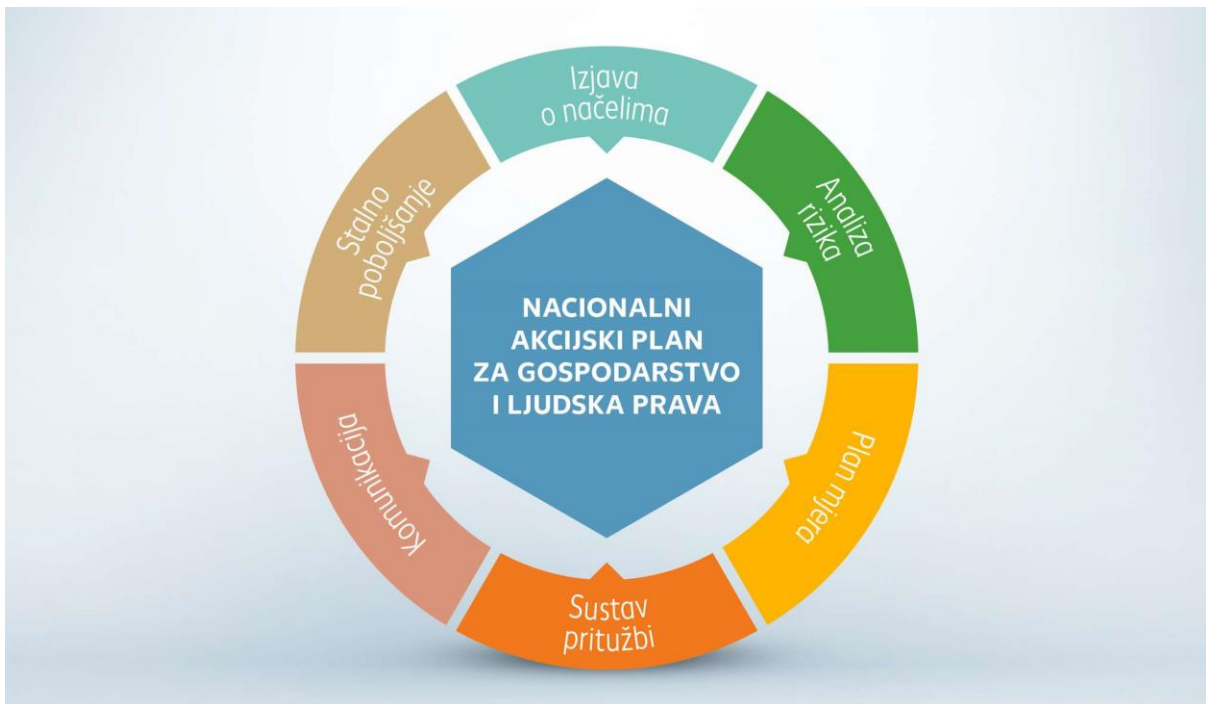 Izjava
o načelima
Analiza
rizika
Plan mjera
Sustav
pritužbi
Komunikacija
Stalno
poboljšanje
NACIONALNI
AKCIJSKI PLAN
ZA GOSPODARSTVO
I LJUDSKA PRAVA